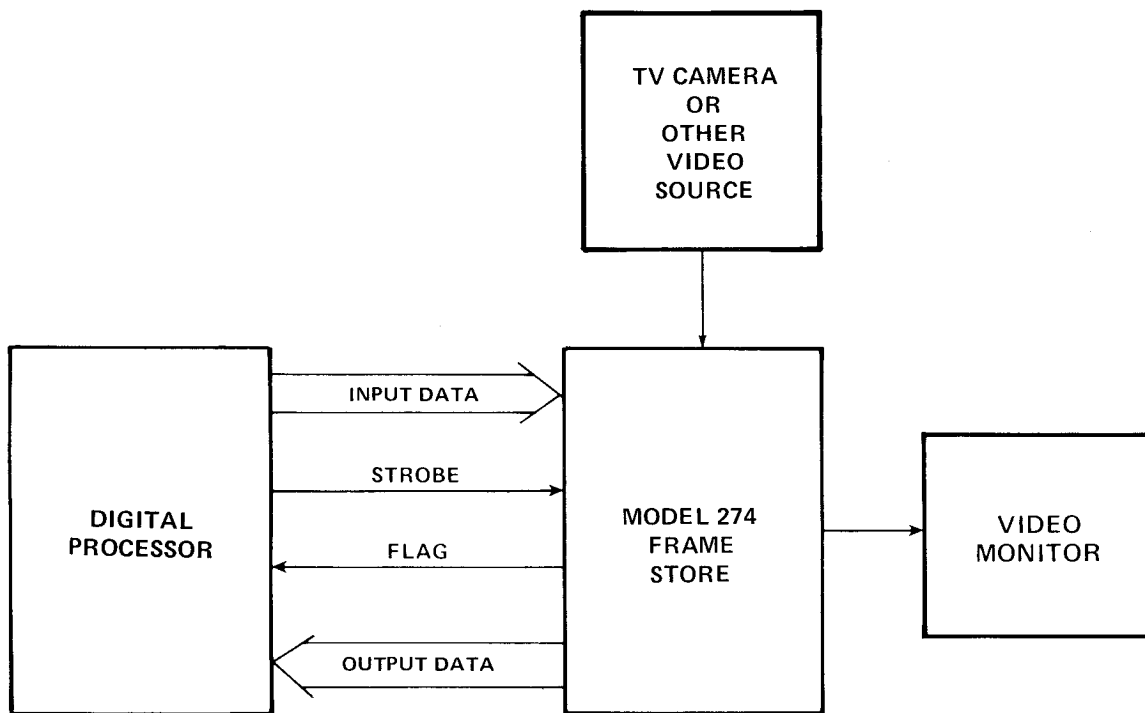 TV CAMERA
OR
OTHER
VIDEO
SOURCE
INPUT DATA
STROBE
FLAG
OUTPUT DATA
DIGITAL
PROCESSOR
MODEL 274
FRAME
STORE
VIDEO
MONITOR